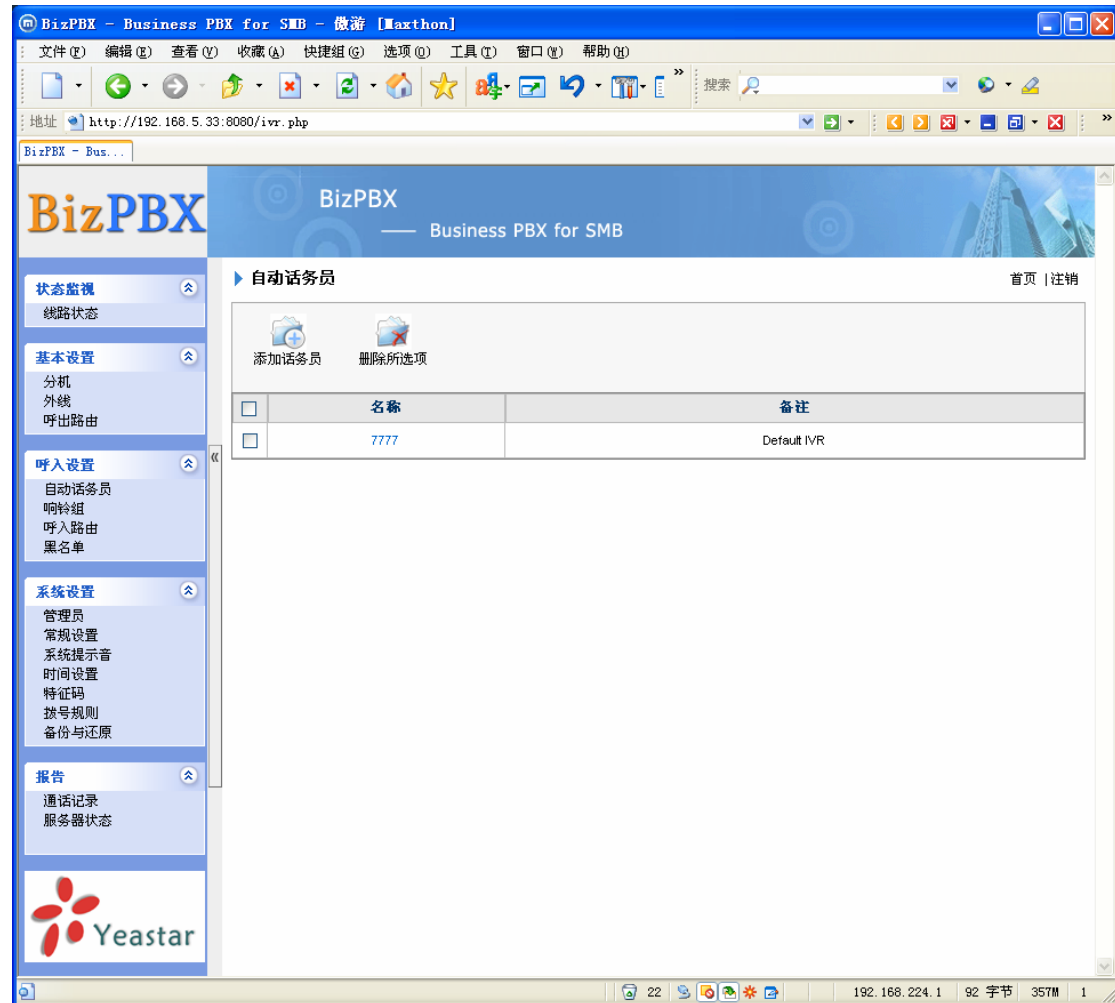 BizPBX - Business PBX for SMB - 傲游 [Maxthon]
文件(F) 编辑(E) 查看(V) 收藏(A) 快捷组(G) 选项(O) 工具(T) 窗口(W) 帮助(H)
搜索
地址 http://192.168.5.33:8080/ivr.php
BizPBX - Bus...
BizPBX
BizPBX
—— Business PBX for SMB
自动话务员
首页 |注销
状态监视
线路状态
基本设置
分机
外线
呼出路由
呼入设置
自动话务员
响铃组
呼入路由
黑名单
系统设置
管理员
常规设置
系统提示音
时间设置
特征码
拨号规则
备份与还原
报告
通话记录
服务器状态
Yeastar
添加话务员 删除所选项
名称 备注
7777 Default IVR
22 192.168.224.1 92 字节 357M 1